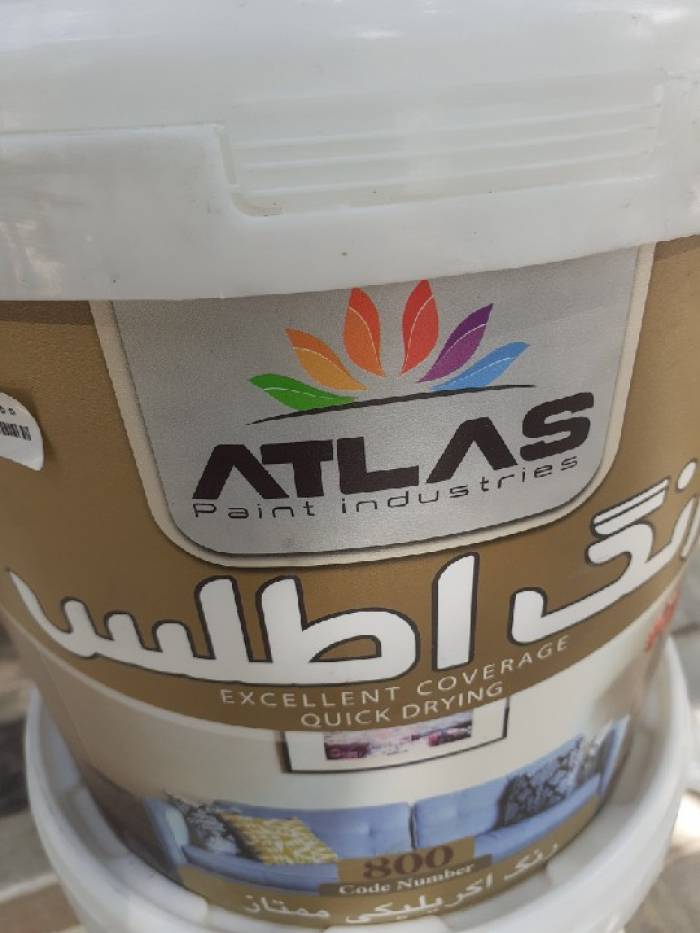 ATLAS
Paint industries
رنگ اطلس
EXCELLENT COVERAGE
QUICK DRYING
800
Code Number
رنگ اکریلیکی ممتاز